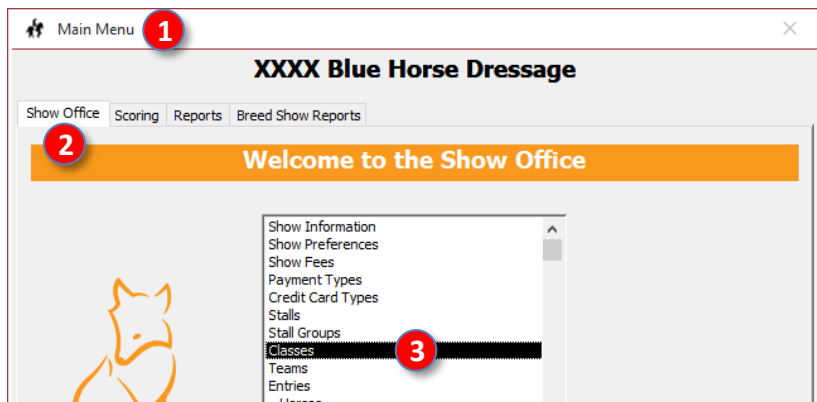 Main Menu 1
XXXX Blue Horse Dressage
Show Office Scoring Reports Breed Show Reports
2
Welcome to the Show Office
Show Information
Show Preferences
Show Fees
Payment Types
Credit Card Types
Stalls
Stall Groups
Classes 3
Teams
Entries